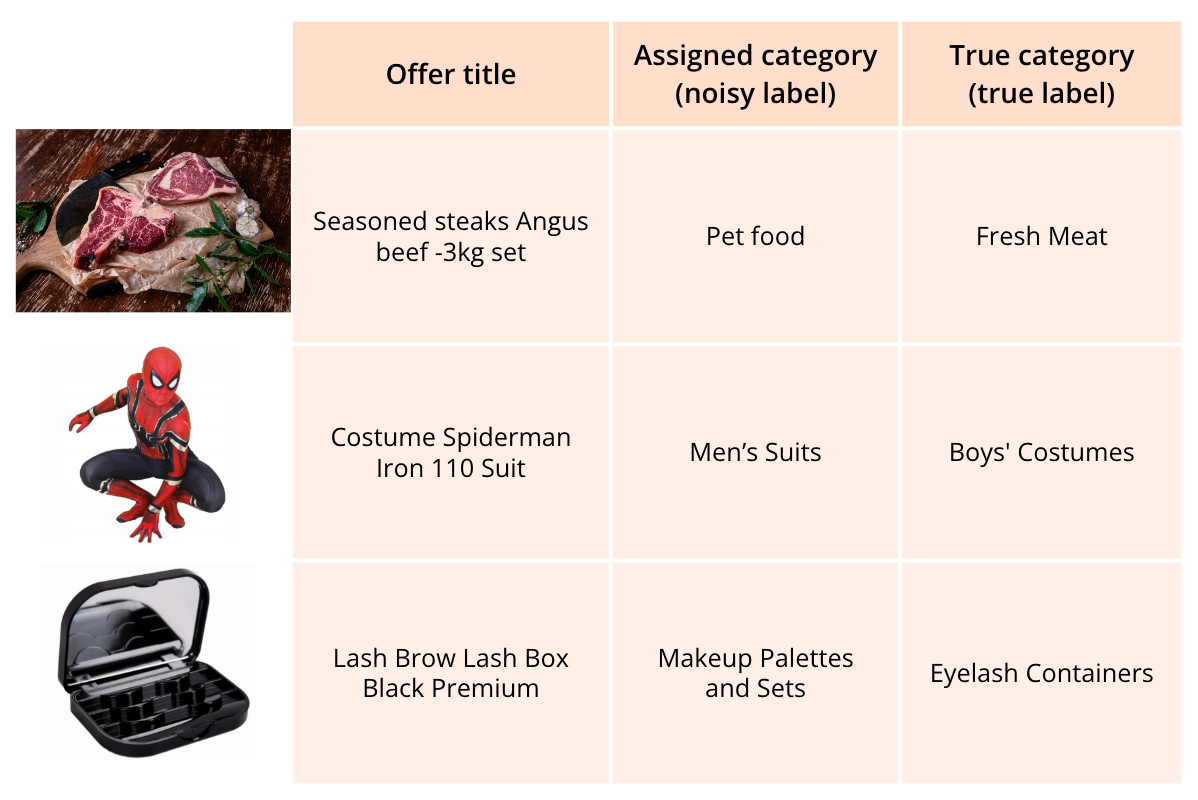 Offer title
Assigned category
(noisy label)
True category
(true label)
Seasoned steaks Angus
beef -3kg set
Pet food
Fresh Meat
Costume Spiderman
Iron 110 Suit
Men’s Suits
Boys' Costumes
Lash Brow Lash Box
Black Premium
Makeup Palettes
and Sets
Eyelash Containers